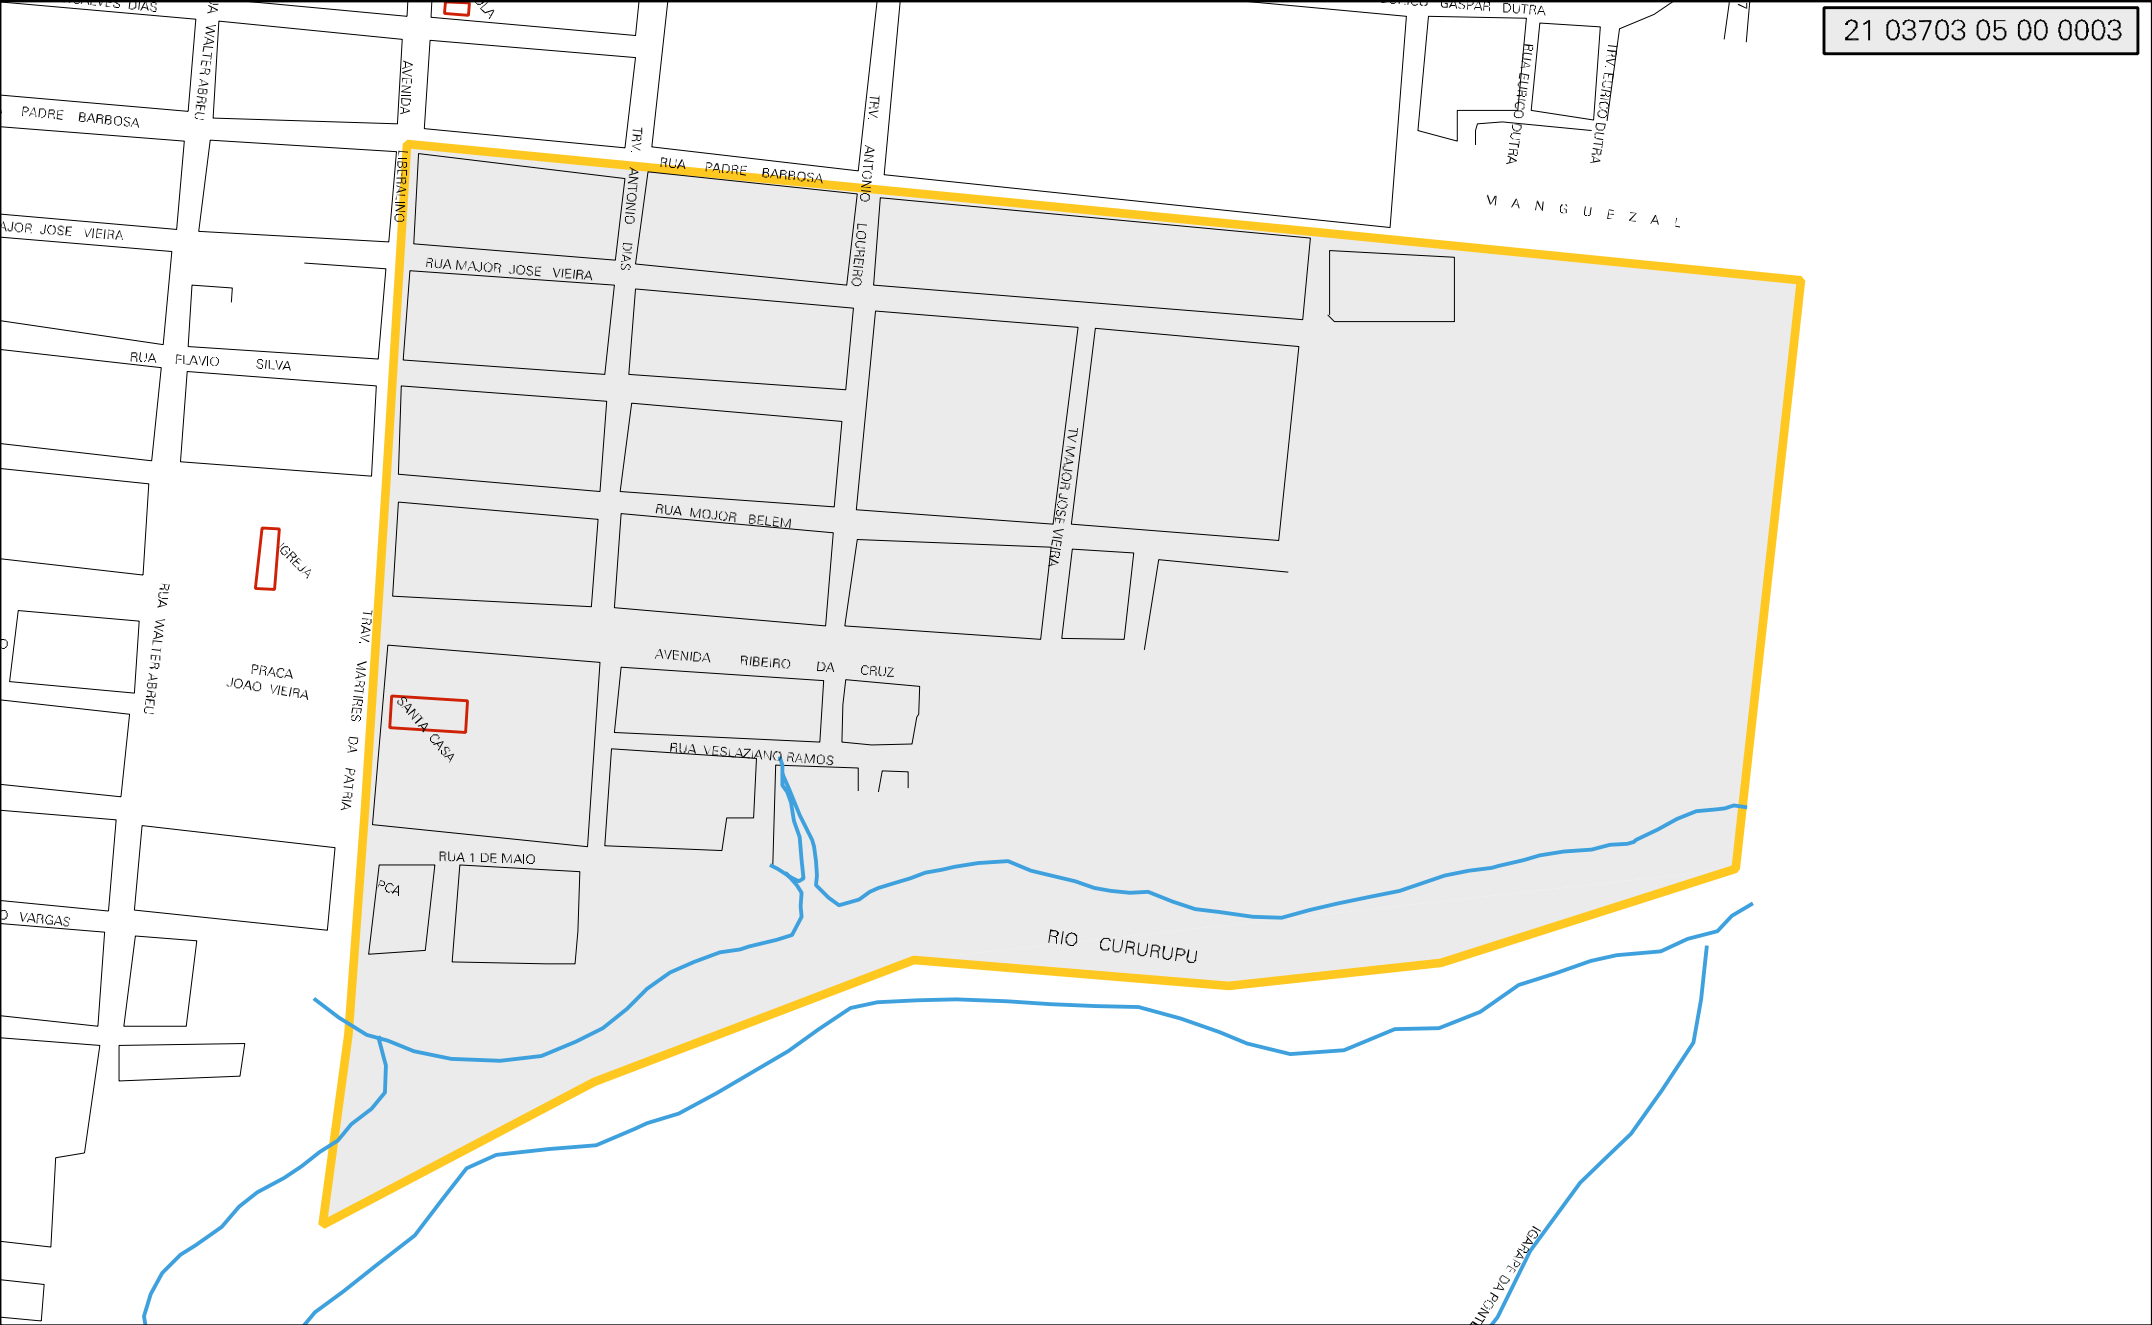 GASPAR DUTRA
21 03703 05 00 0003
WALTER ABREU
AVENIDA
LIBERALINO
PADRE BARBOSA
TRV. ANTONIO DIAS
TRV. ANTONIO LOUREIRO
RUA PADRE BARBOSA
RUA EURICO DUTRA
TRV. EURICO DUTRA
MANGUEZAL
JOSE VIEIRA
RUA MAJOR JOSE VIEIRA
RUA FLAVIO SILVA
TV MAJOR JOSE VIEIRA
RUA MOJOR BELEM
IGREJA
RUA WALTER ABREU
PRACA
JOAO VIEIRA
TRAV. MARTIRES DA PATRIA
AVENIDA RIBEIRO DA CRUZ
SANTA CASA
RUA VESLAZIANO RAMOS
RUA 1 DE MAIO
PCA
VARGAS
RIO CURURUPU
IGARAPE DA PONTE